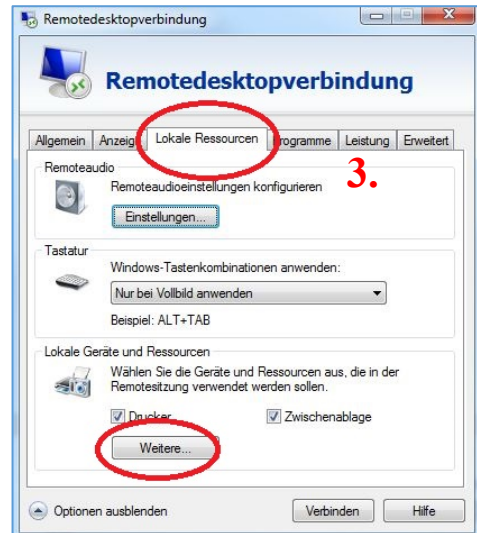 Remotedesktopverbindung
Remotedesktopverbindung
Allgemein Anzeige Lokale Ressourcen Programme Leistung Erweitert
3.
Remoteaudio
Remoteaudioeinstellungen konfigurieren
Einstellungen...
Tastatur
Windows-Tastenkombinationen anwenden:
Nur bei Vollbild anwenden
Beispiel: ALT+TAB
Lokale Geräte und Ressourcen
Wählen Sie die Geräte und Ressourcen aus, die in der
Remotesitzung verwendet werden sollen.
Drucker Zwischenablage
Weitere...
Optionen ausblenden Verbinden Hilfe